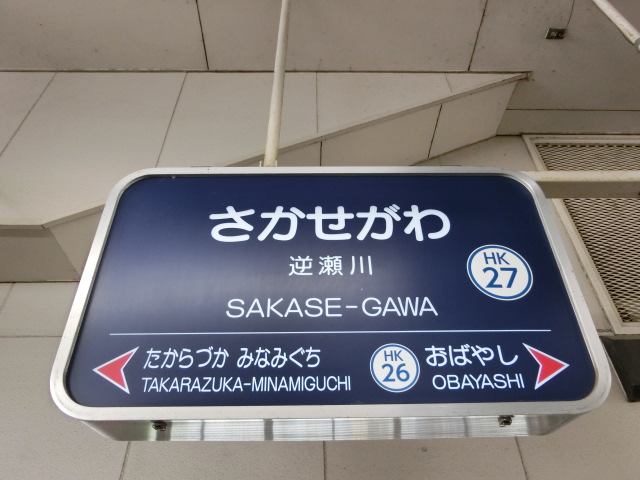 さかせがわ
逆瀬川
HK
27
SAKASE-GAWA
たからづか みなみぐち
TAKARAZUKA-MINAMIGUCHI
HK
26
おばやし
OBAYASHI